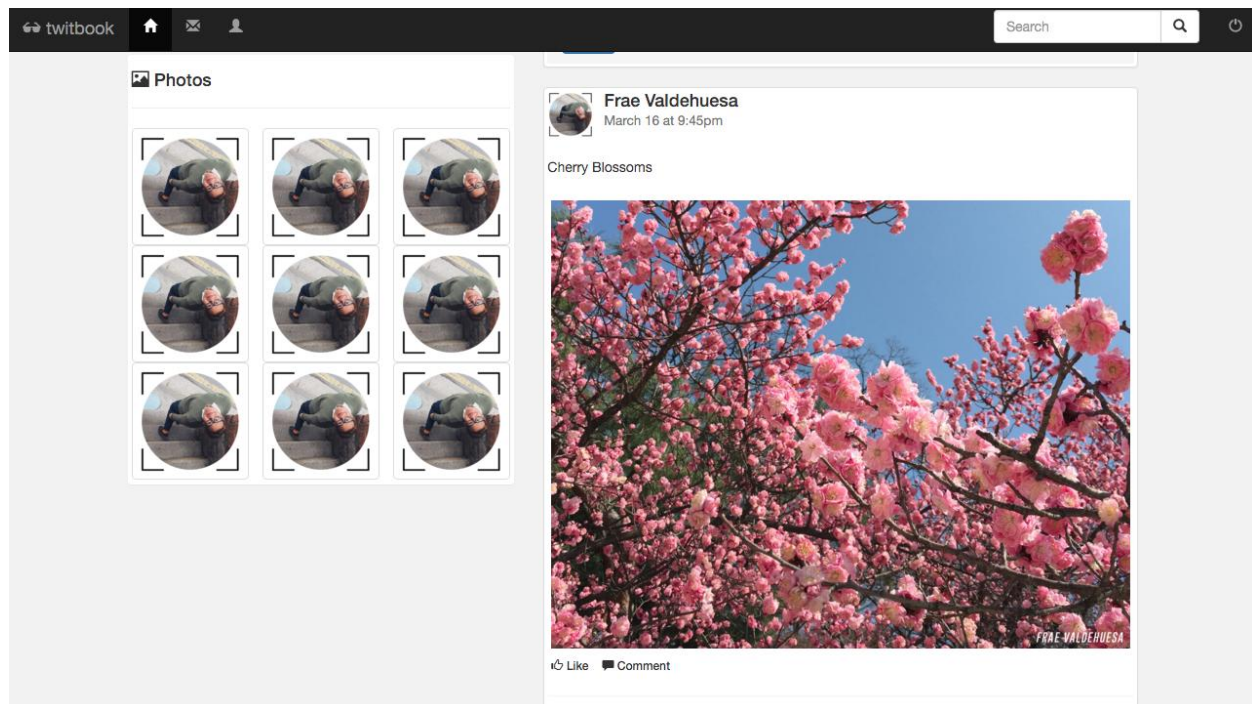 twitbook
Search
Photos
Frae Valdehuesa
March 16 at 9:45pm
Cherry Blossoms
FRAE VALDEHUESA
Like Comment